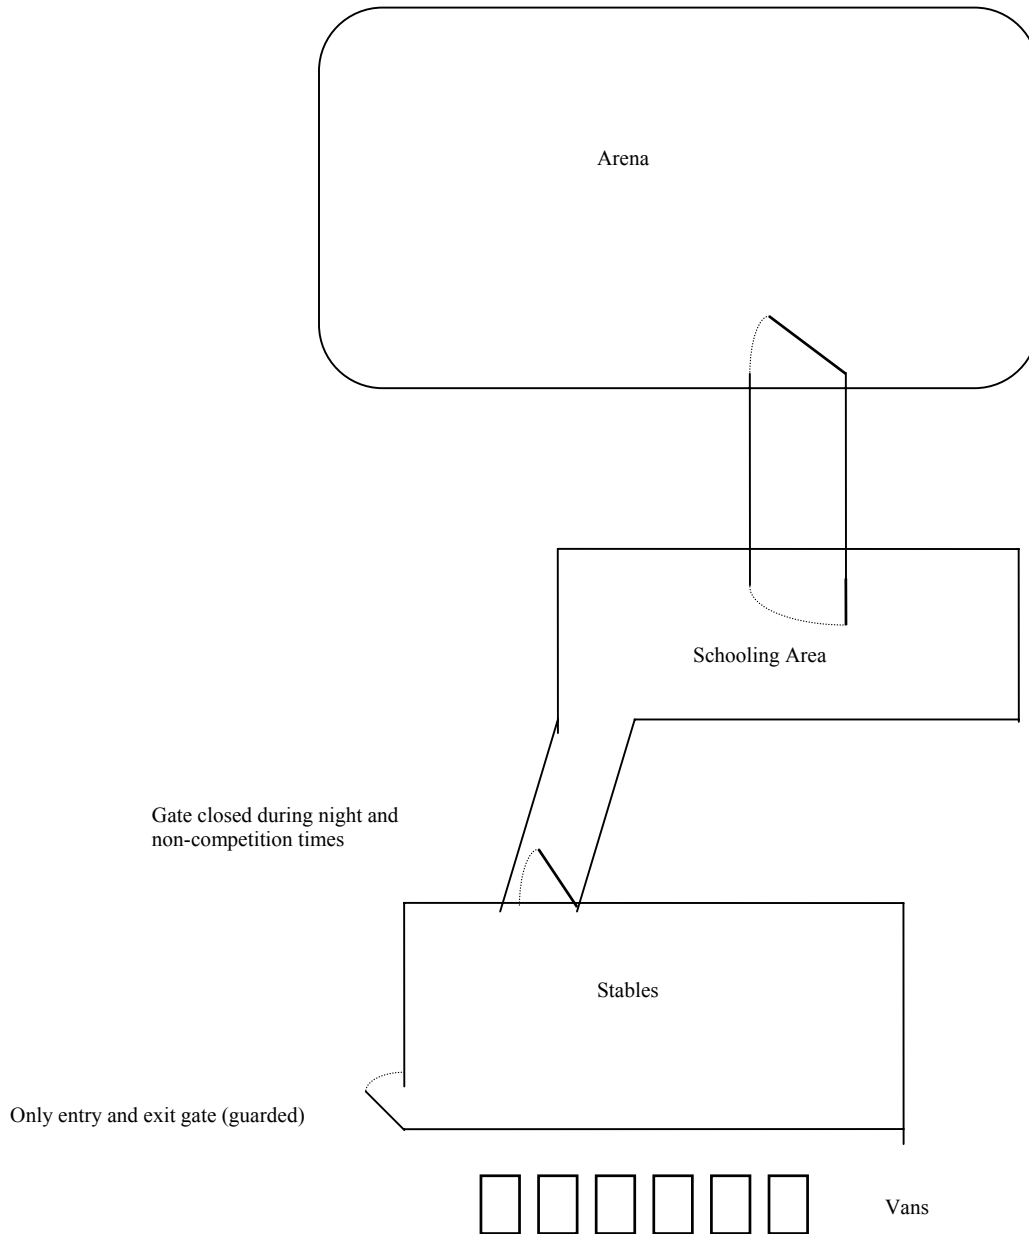 Arena
Schooling Area
Gate closed during night and
non-competition times
Stables
Only entry and exit gate (guarded)
Vans